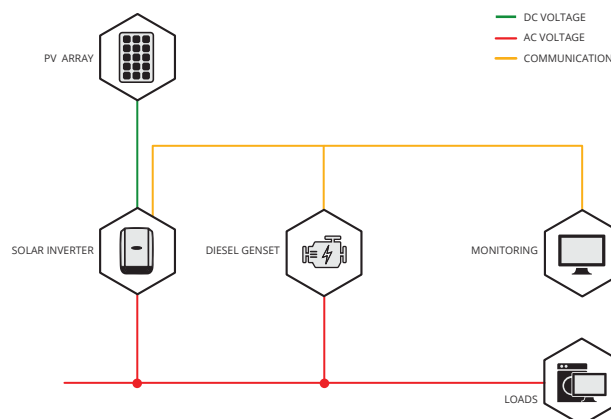 DC VOLTAGE
AC VOLTAGE
COMMUNICATION
PV ARRAY
SOLAR INVERTER
DIESEL GENSET
MONITORING
LOADS